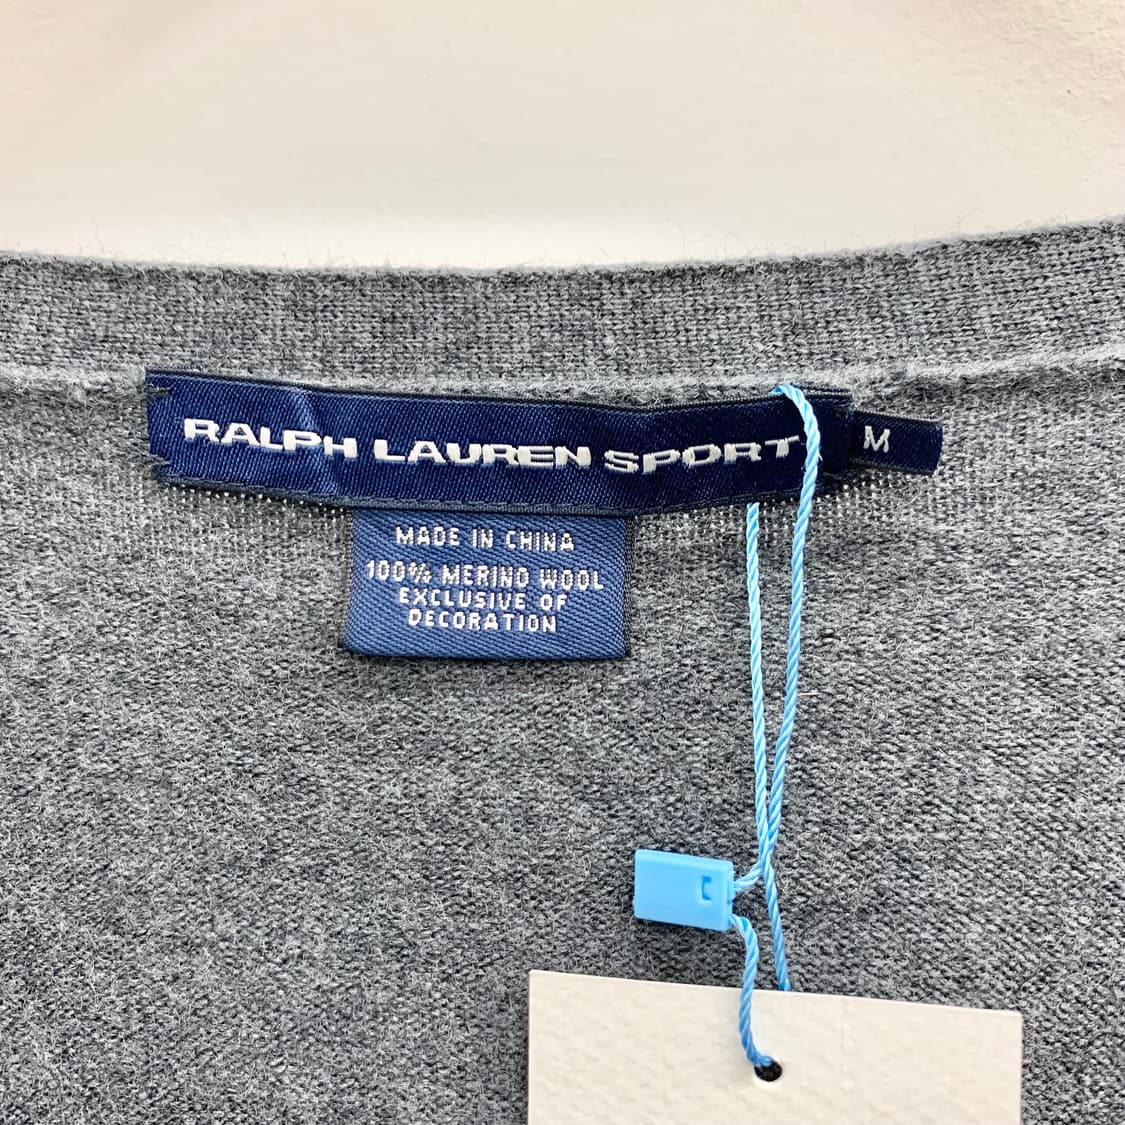 RALPH LAUREN SPORT
M
MADE IN CHINA
100% MERINO WOOL
EXCLUSIVE OF
DECORATION